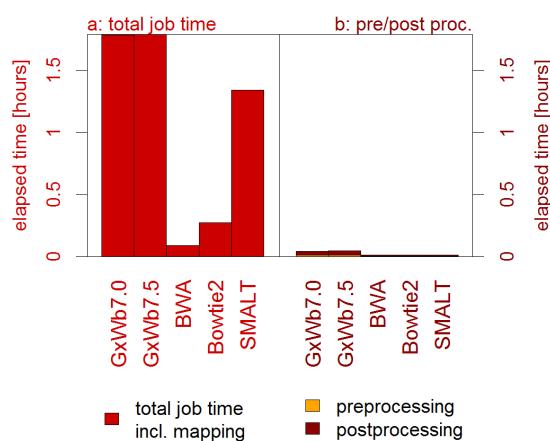 a: total job time
b: pre/post proc.
elapsed time [hours]
0
0.5
1
1.5
elapsed time [hours]
0
0.5
1
1.5
GxWb7.0
GxWb7.5
BWA
Bowtie2
SMALT
GxWb7.0
GxWb7.5
BWA
Bowtie2
SMALT
total job time
incl. mapping
preprocessing
postprocessing